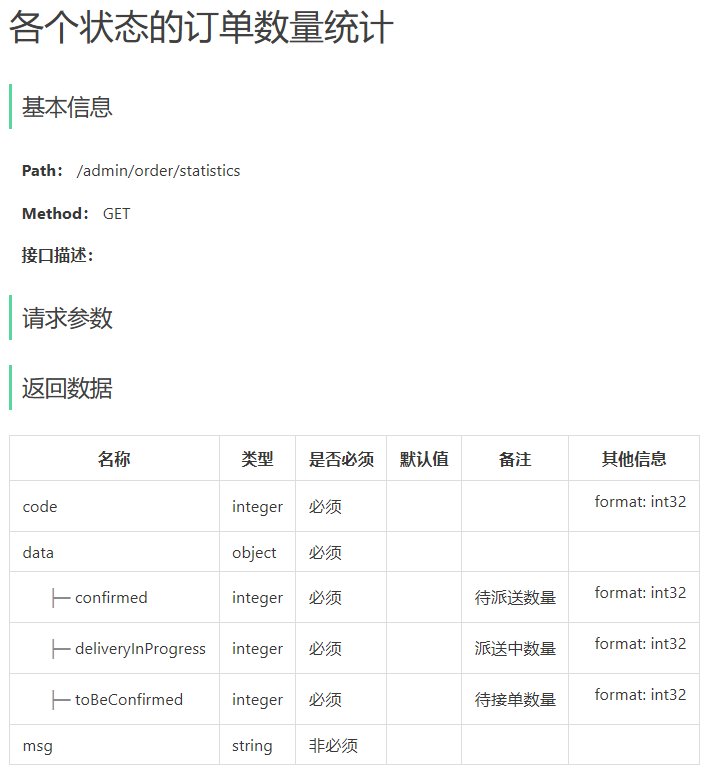 各个状态的订单数量统计
基本信息
Path： /admin/order/statistics
Method： GET
接口描述：
请求参数
返回数据
名称 类型 是否必须 默认值 备注 其他信息
code integer 必须 format: int32
data object 必须
├─ confirmed integer 必须 待派送数量 format: int32
├─ deliveryInProgress integer 必须 派送中数量 format: int32
├─ toBeConfirmed integer 必须 待接单数量 format: int32
msg string 非必须